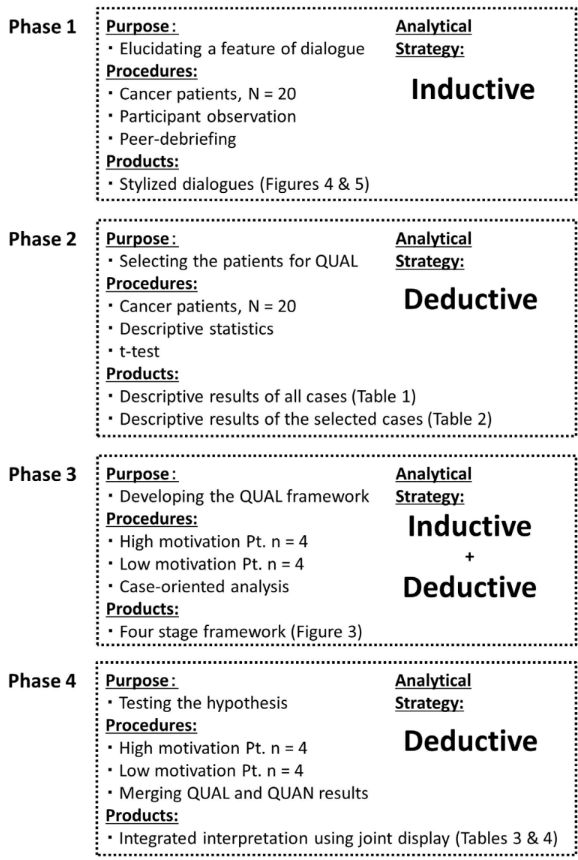 Phase 1
Purpose:
・Elucidating a feature of dialogue
Procedures:
・Cancer patients, N = 20
・Participant observation
・Peer-debriefing
Products:
・Stylized dialogues (Figures 4 & 5)
Analytical
Strategy:
Inductive
Phase 2
Purpose:
・Selecting the patients for QUAL
Procedures:
・Cancer patients, N = 20
・Descriptive statistics
・t-test
Products:
・Descriptive results of all cases (Table 1)
・Descriptive results of the selected cases (Table 2)
Analytical
Strategy:
Deductive
Phase 3
Purpose:
・Developing the QUAL framework
Procedures:
・High motivation Pt. n = 4
・Low motivation Pt. n = 4
・Case-oriented analysis
Products:
・Four stage framework (Figure 3)
Analytical
Strategy:
Inductive
+
Deductive
Phase 4
Purpose:
・Testing the hypothesis
Procedures:
・High motivation Pt. n = 4
・Low motivation Pt. n = 4
・Merging QUAL and QUAN results
Products:
・Integrated interpretation using joint display (Tables 3 & 4)
Analytical
Strategy:
Deductive